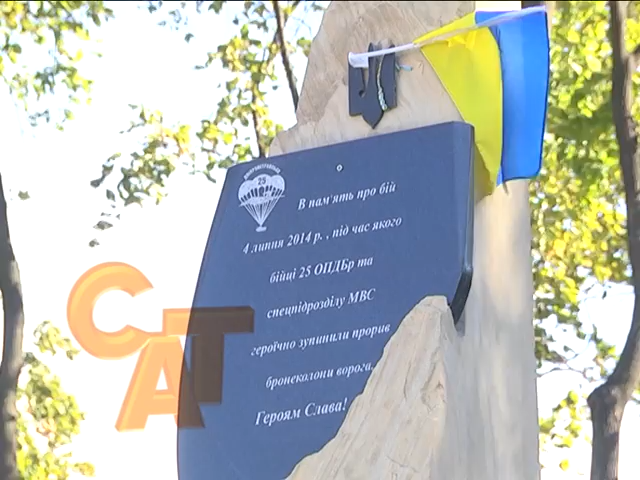 25
В пам'ять про бій
4 липня 2014 р. , під час якого
бійці 25 ОПДБр та
спецпідрозділу МВС
героїчно зупинили прорив
бронеколони ворога.
Героям Слава!
САТ